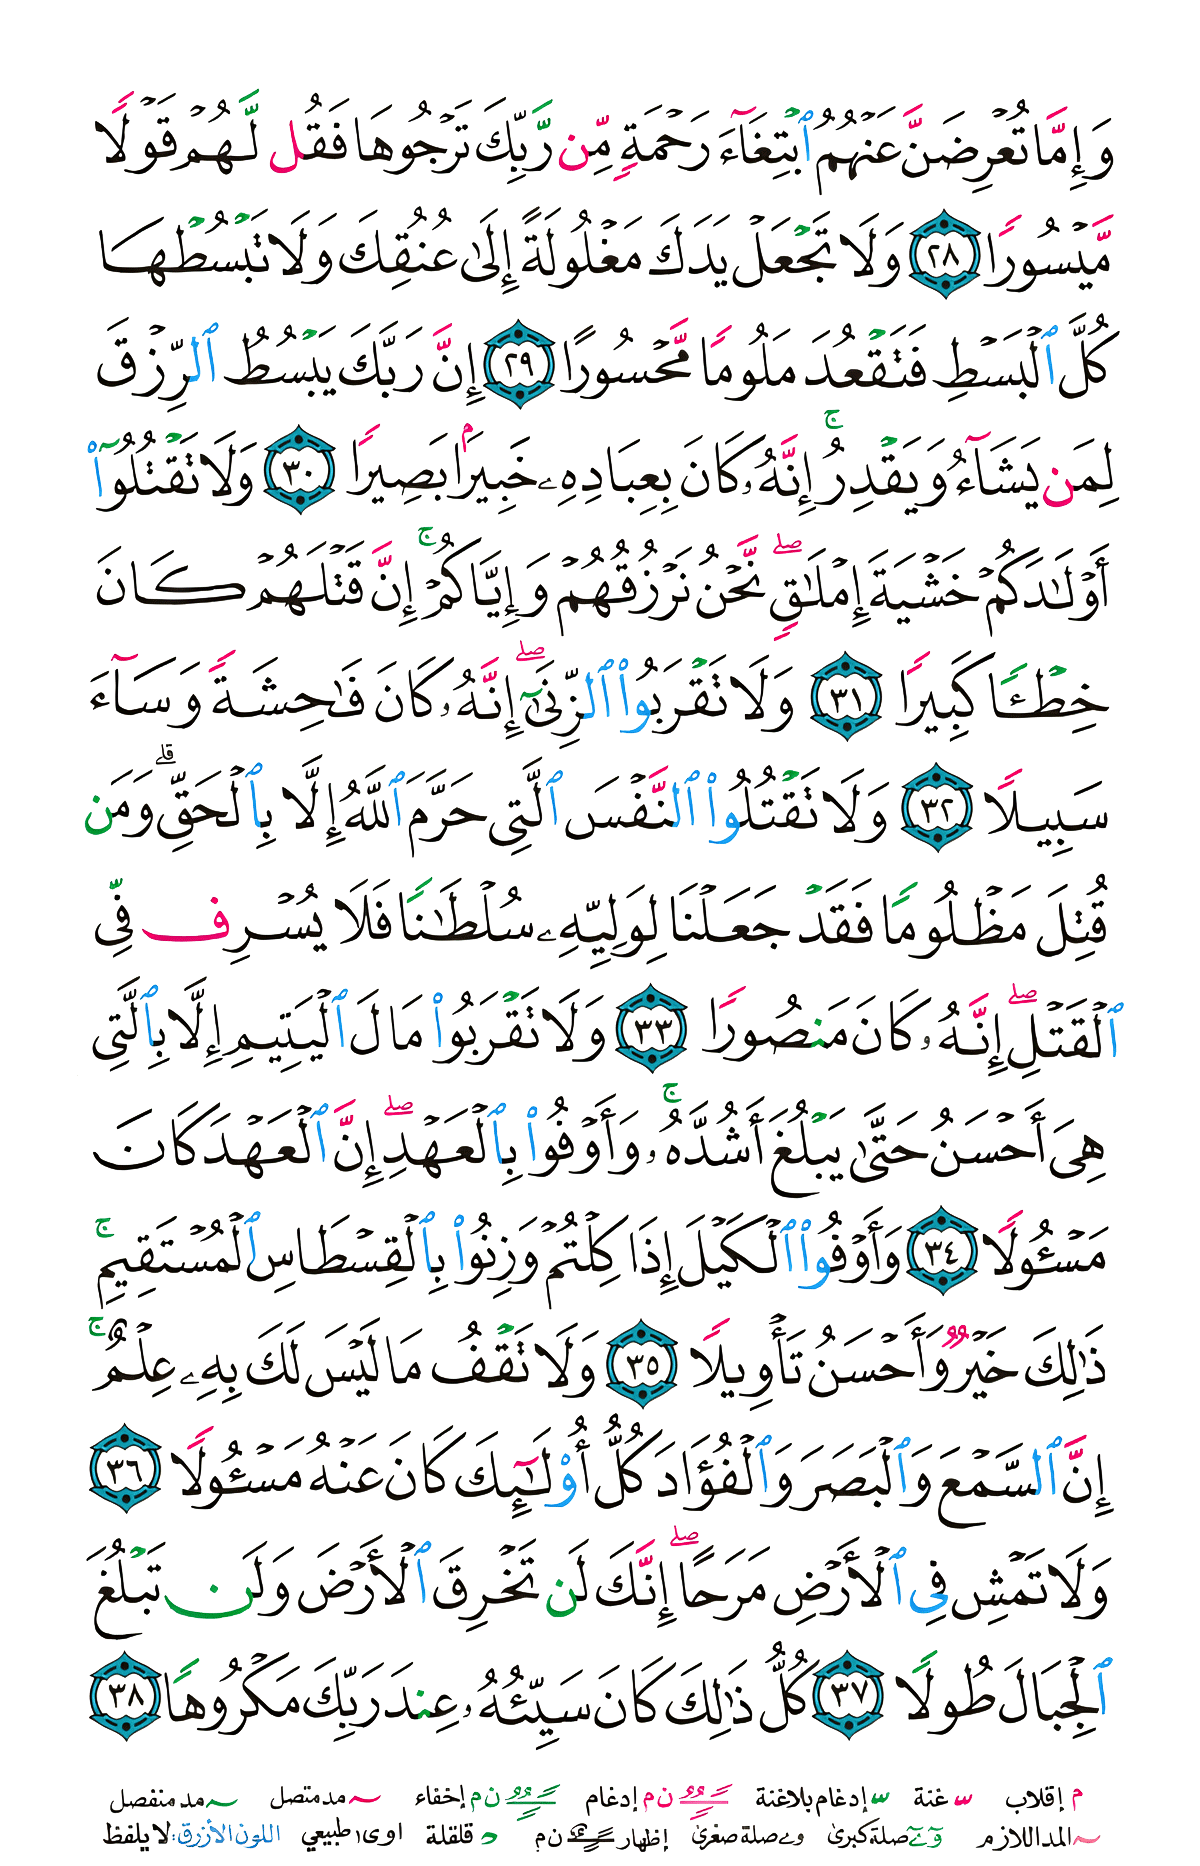 وَإِمَّا تُعْرِضَنَّ عَنْهُمُ ٱبْتِغَآءَ رَحْمَةٍ مِّن رَّبِّكَ تَرْجُوهَا فَقُل لَّهُمْ قَوْلًا
مَّيْسُورًا ٢٨ وَلَا تَجْعَلْ يَدَكَ مَغْلُولَةً إِلَىٰ عُنُقِكَ وَلَا تَبْسُطْهَا
كُلَّ ٱلْبَسْطِ فَتَقْعُدَ مَلُومًا مَّحْسُورًا ٢٩ إِنَّ رَبَّكَ يَبْسُطُ ٱلرِّزْقَ
لِمَن يَشَآءُ وَيَقْدِرُ ۚ إِنَّهُۥ كَانَ بِعِبَادِهِۦ خَبِيرًۢا بَصِيرًا ٣٠ وَلَا تَقْتُلُوٓا۟
أَوْلَـٰدَكُمْ خَشْيَةَ إِمْلَـٰقٍ ۖ نَّحْنُ نَرْزُقُهُمْ وَإِيَّاكُمْ ۚ إِنَّ قَتْلَهُمْ كَانَ
خِطْـًٔا كَبِيرًا ٣١ وَلَا تَقْرَبُوا۟ ٱلزِّنَىٰٓ ۖ إِنَّهُۥ كَانَ فَـٰحِشَةً وَسَآءَ
سَبِيلًا ٣٢ وَلَا تَقْتُلُوا۟ ٱلنَّفْسَ ٱلَّتِى حَرَّمَ ٱللَّهُ إِلَّا بِٱلْحَقِّ ۗ وَمَن
قُتِلَ مَظْلُومًا فَقَدْ جَعَلْنَا لِوَلِيِّهِۦ سُلْطَـٰنًا فَلَا يُسْرِف فِّى
ٱلْقَتْلِ ۖ إِنَّهُۥ كَانَ مَنصُورًا ٣٣ وَلَا تَقْرَبُوا۟ مَالَ ٱلْيَتِيمِ إِلَّا بِٱلَّتِى
هِىَ أَحْسَنُ حَتَّىٰ يَبْلُغَ أَشُدَّهُۥ ۚ وَأَوْفُوا۟ بِٱلْعَهْدِ ۖ إِنَّ ٱلْعَهْدَ كَانَ
مَسْـُٔولًا ٣٤ وَأَوْفُوا۟ ٱلْكَيْلَ إِذَا كِلْتُمْ وَزِنُوا۟ بِٱلْقِسْطَاسِ ٱلْمُسْتَقِيمِ ۚ
ذَٰلِكَ خَيْرٌ وَأَحْسَنُ تَأْوِيلًا ٣٥ وَلَا تَقْفُ مَا لَيْسَ لَكَ بِهِۦ عِلْمٌ ۚ
إِنَّ ٱلسَّمْعَ وَٱلْبَصَرَ وَٱلْفُؤَادَ كُلُّ أُو۟لَـٰٓئِكَ كَانَ عَنْهُ مَسْـُٔولًا ٣٦
وَلَا تَمْشِ فِى ٱلْأَرْضِ مَرَحًا ۖ إِنَّكَ لَن تَخْرِقَ ٱلْأَرْضَ وَلَن تَبْلُغَ
ٱلْجِبَالَ طُولًا ٣٧ كُلُّ ذَٰلِكَ كَانَ سَيِّئُهُۥ عِندَ رَبِّكَ مَكْرُوهًا ٣٨
م إقلاب غنة إدغام بلاغنة ن م إدغام ن م إخفاء مد متصل مد منفصل
المد اللازم و ے صلة كبرى و ے صلة صغرى إظهار ن م قلقلة اوى طبيعي اللون الأزرق: لا يلفظ